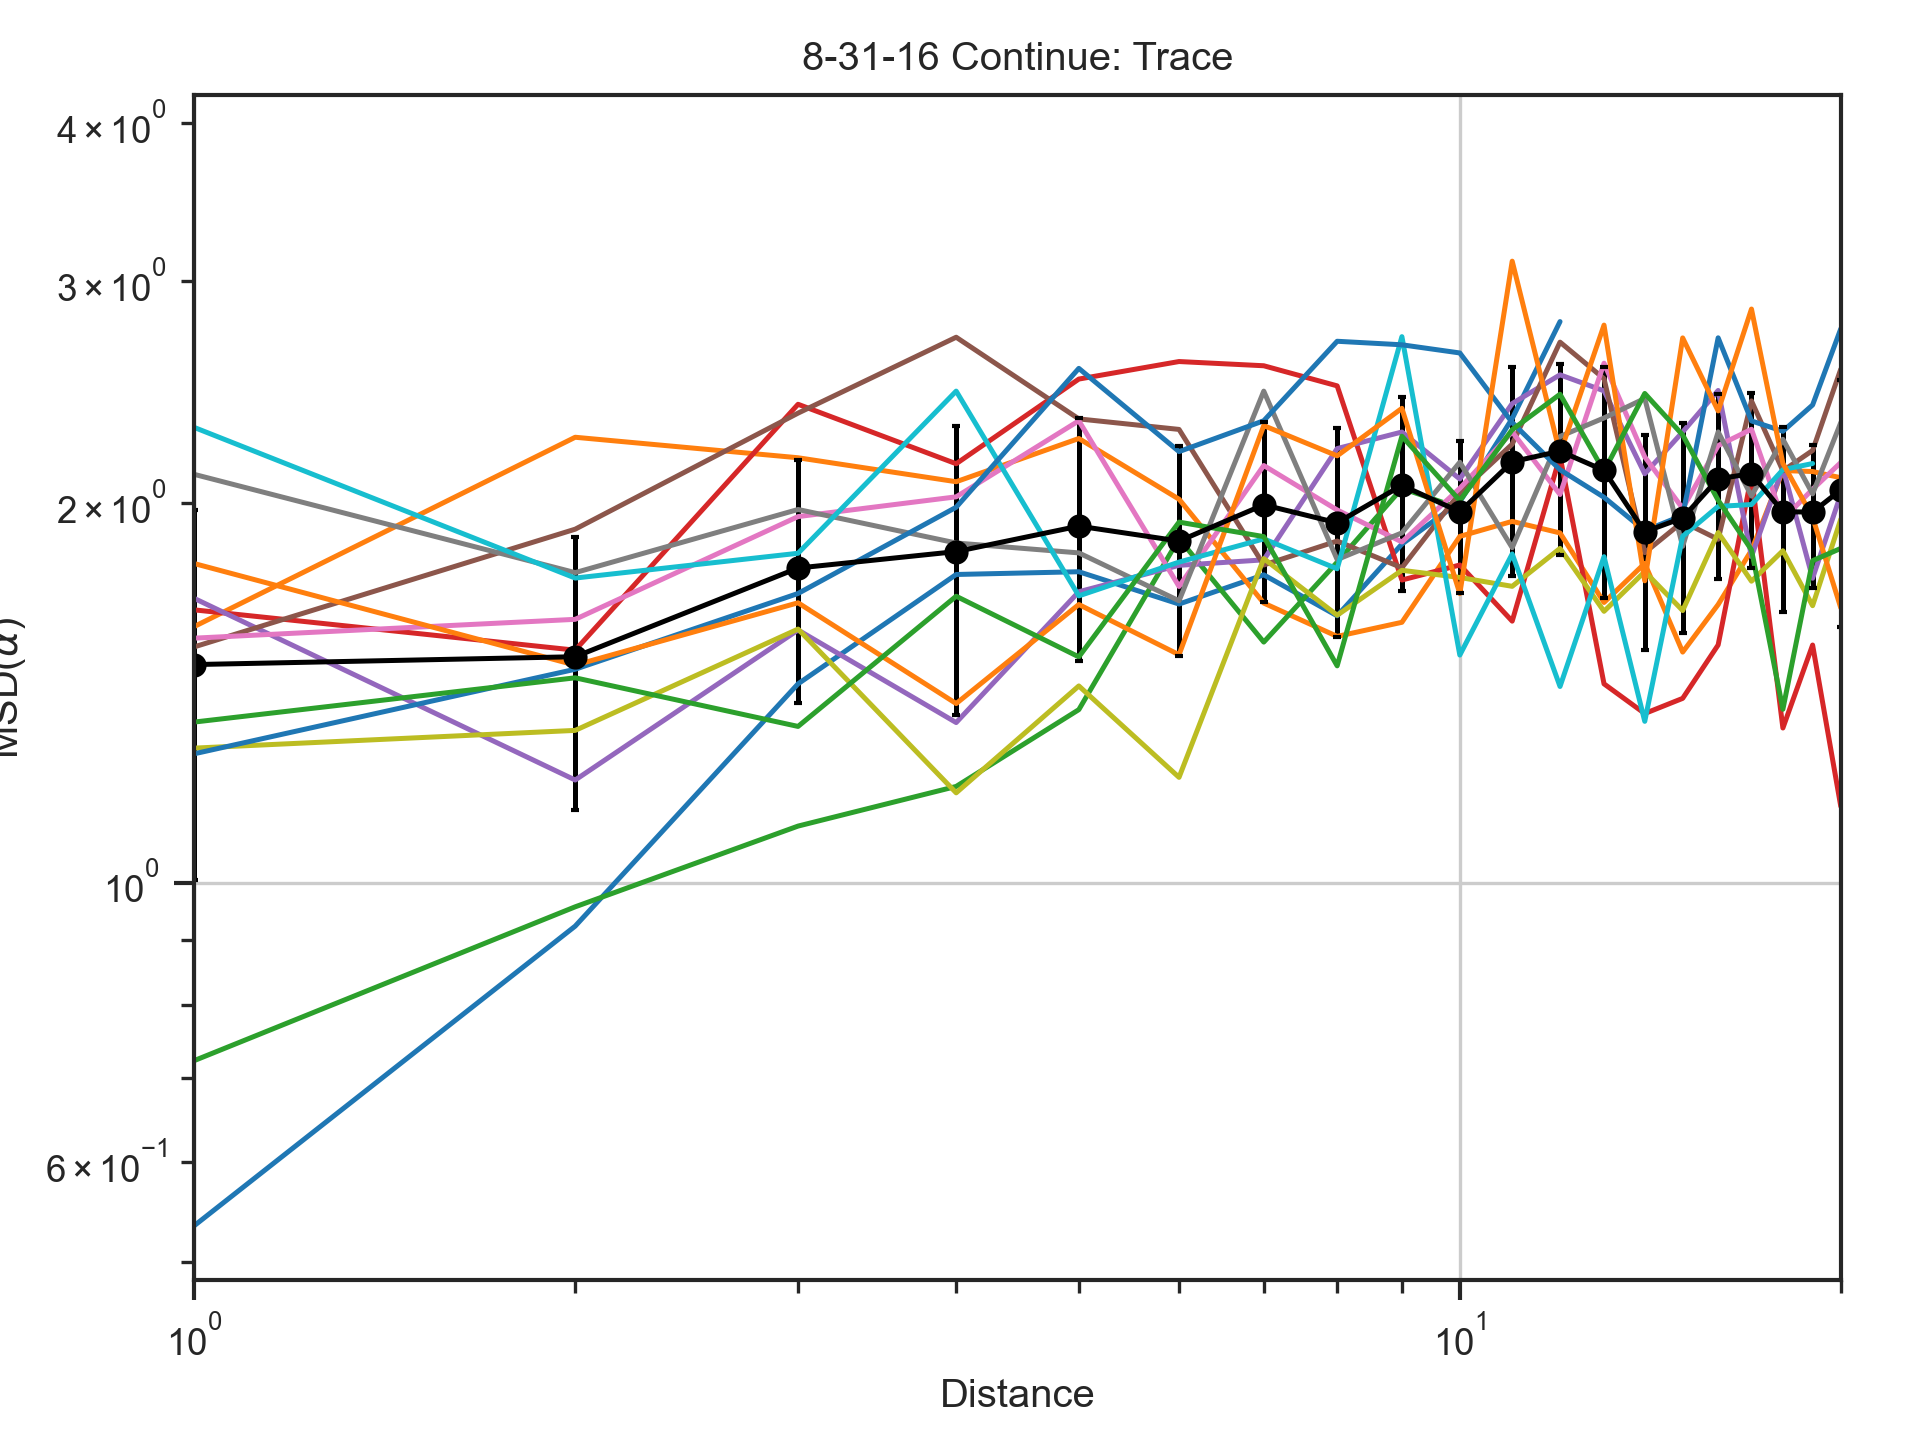 8-31-16 Continue: Trace
4 × 10⁰
3 × 10⁰
2 × 10⁰
10⁰
6 × 10⁻¹
MSD(α)
10⁰ 10¹
Distance